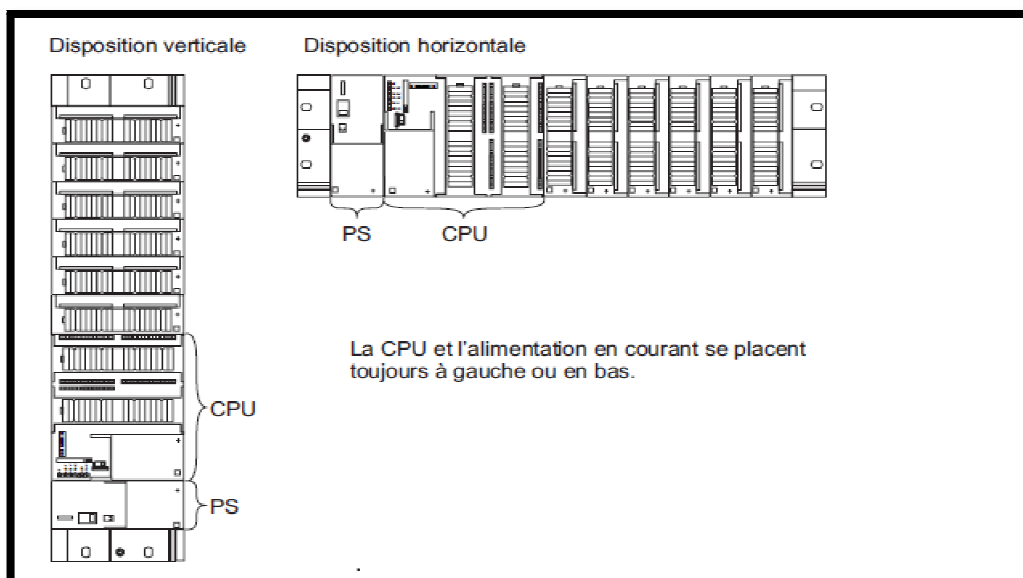 Disposition verticale
Disposition horizontale
PS
CPU
La CPU et l'alimentation en courant se placent
toujours à gauche ou en bas.
CPU
PS